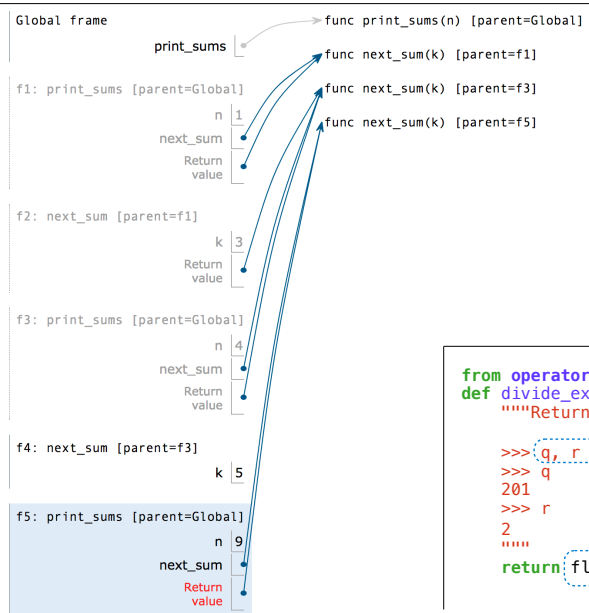 Global frame
print_sums
func print_sums(n) [parent=Global]
func next_sum(k) [parent=f1]
func next_sum(k) [parent=f3]
func next_sum(k) [parent=f5]
f1: print_sums [parent=Global]
n 1
next_sum
Return
value
f2: next_sum [parent=f1]
k 3
Return
value
f3: print_sums [parent=Global]
n 4
next_sum
Return
value
f4: next_sum [parent=f3]
k 5
f5: print_sums [parent=Global]
n 9
next_sum
Return
value
from operator
def divide_ex
"""Return
>>> q, r
>>> q
201
>>> r
2
"""
return fl